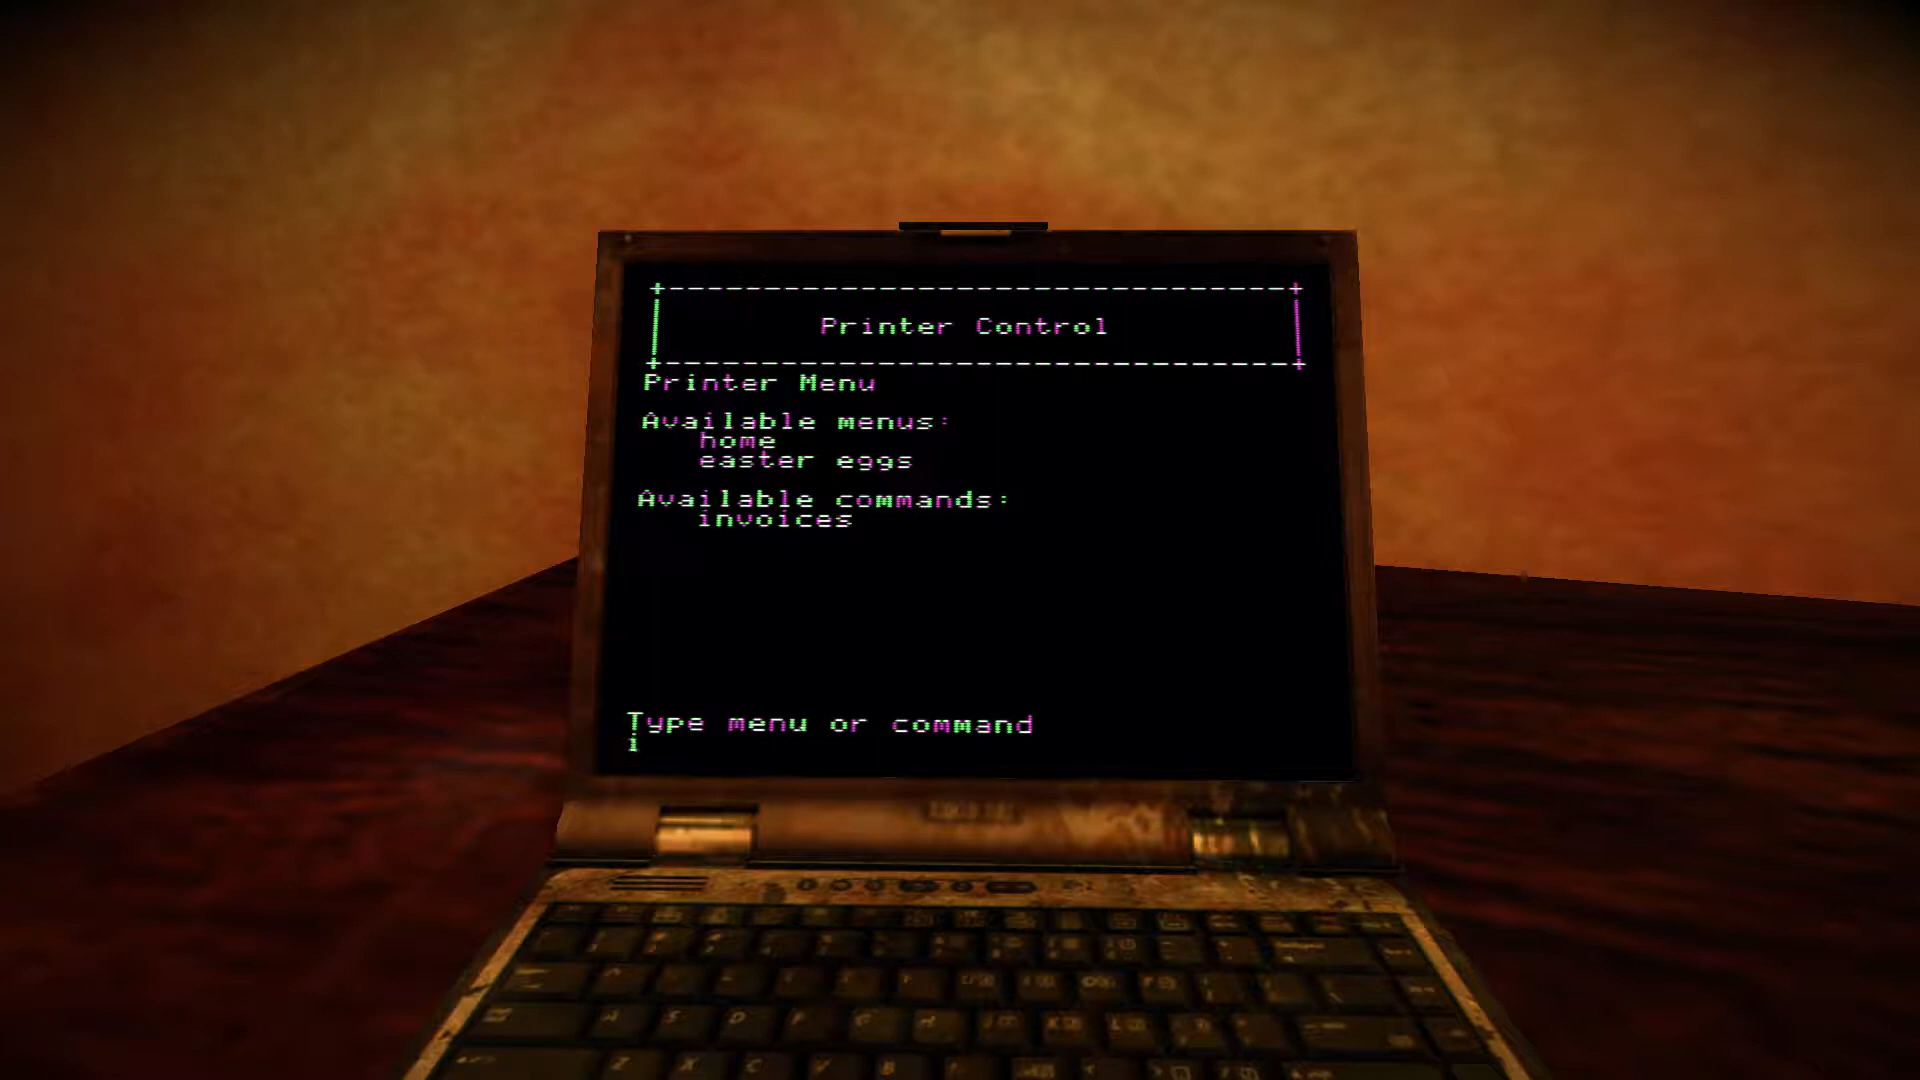 Printer Control
Printer Menu
Available menus:
home
easter eggs
Available commands:
invoices
Type menu or command
i